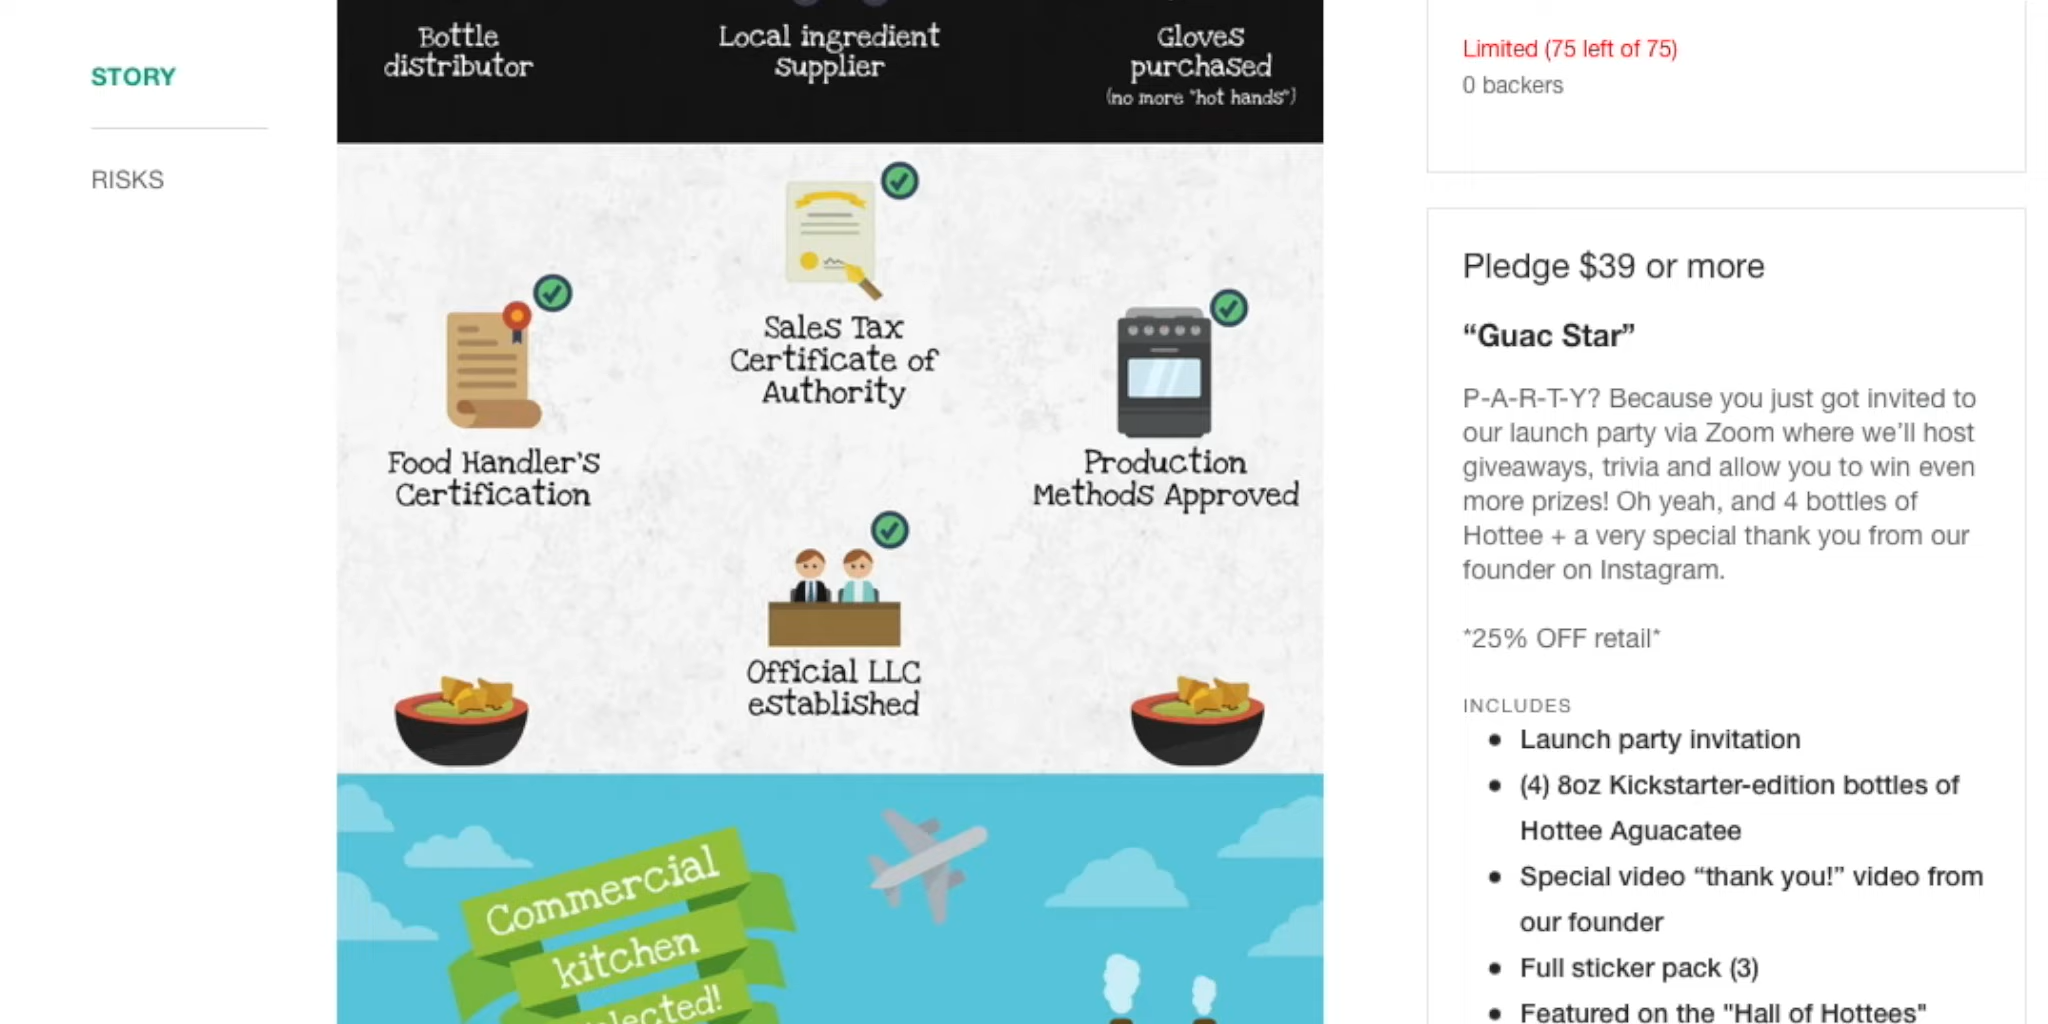 STORY
RISKS
Bottle
distributor
Local ingredient
supplier
Gloves
purchased
(no more "hot hands")
Sales Tax
Certificate of
Authority
Food Handler's
Certification
Production
Methods Approved
Official LLC
established
Commercial
kitchen
Limited (75 left of 75)
0 backers
Pledge $39 or more
“Guac Star”
P-A-R-T-Y? Because you just got invited to
our launch party via Zoom where we’ll host
giveaways, trivia and allow you to win even
more prizes! Oh yeah, and 4 bottles of
Hottee + a very special thank you from our
founder on Instagram.
*25% OFF retail*
INCLUDES
Launch party invitation
(4) 8oz Kickstarter-edition bottles of
Hottee Aguacatee
Special video “thank you!” video from
our founder
Full sticker pack (3)
Featured on the "Hall of Hottees"